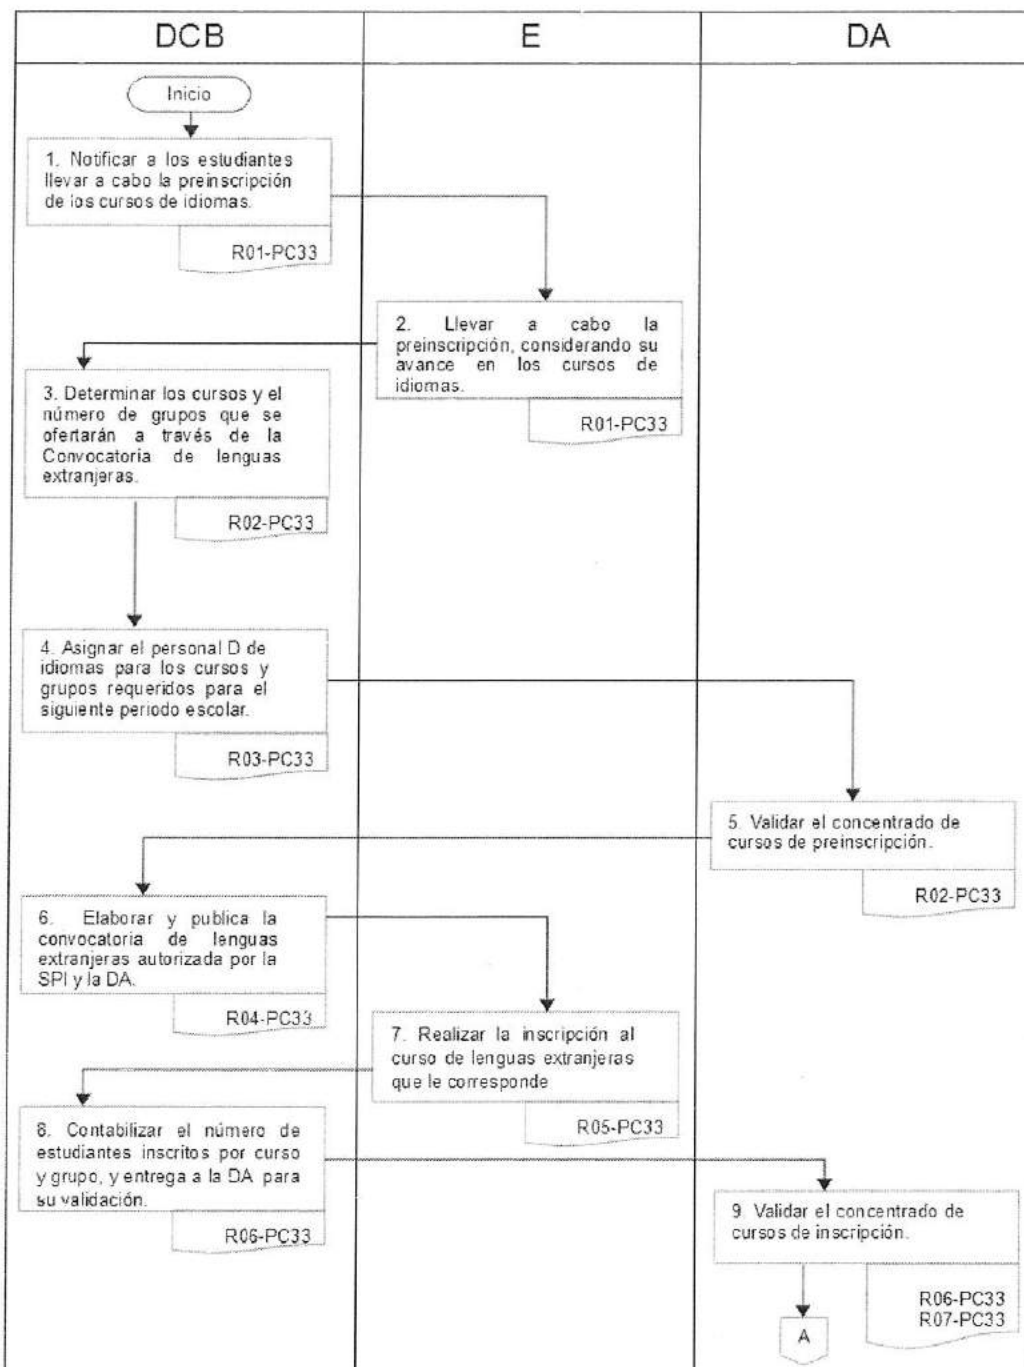 DCB
E
DA
Inicio
1. Notificar a los estudiantes
llevar a cabo la preinscripción
de los cursos de idiomas.
R01-PC33
2. Llevar a cabo la
preinscripción, considerando su
avance en los cursos de
idiomas.
R01-PC33
3. Determinar los cursos y el
número de grupos que se
ofertarán a través de la
Convocatoria de lenguas
extranjeras.
R02-PC33
4. Asignar el personal D de
idiomas para los cursos y
grupos requeridos para el
siguiente periodo escolar.
R03-PC33
5. Validar el concentrado de
cursos de preinscripción.
R02-PC33
6. Elaborar y publica la
convocatoria de lenguas
extranjeras autorizada por la
SPI y la DA.
R04-PC33
7. Realizar la inscripción al
curso de lenguas extranjeras
que le corresponde
R05-PC33
8. Contabilizar el número de
estudiantes inscritos por curso
y grupo, y entrega a la DA para
su validación.
R06-PC33
9. Validar el concentrado de
cursos de inscripción.
R06-PC33
R07-PC33
A